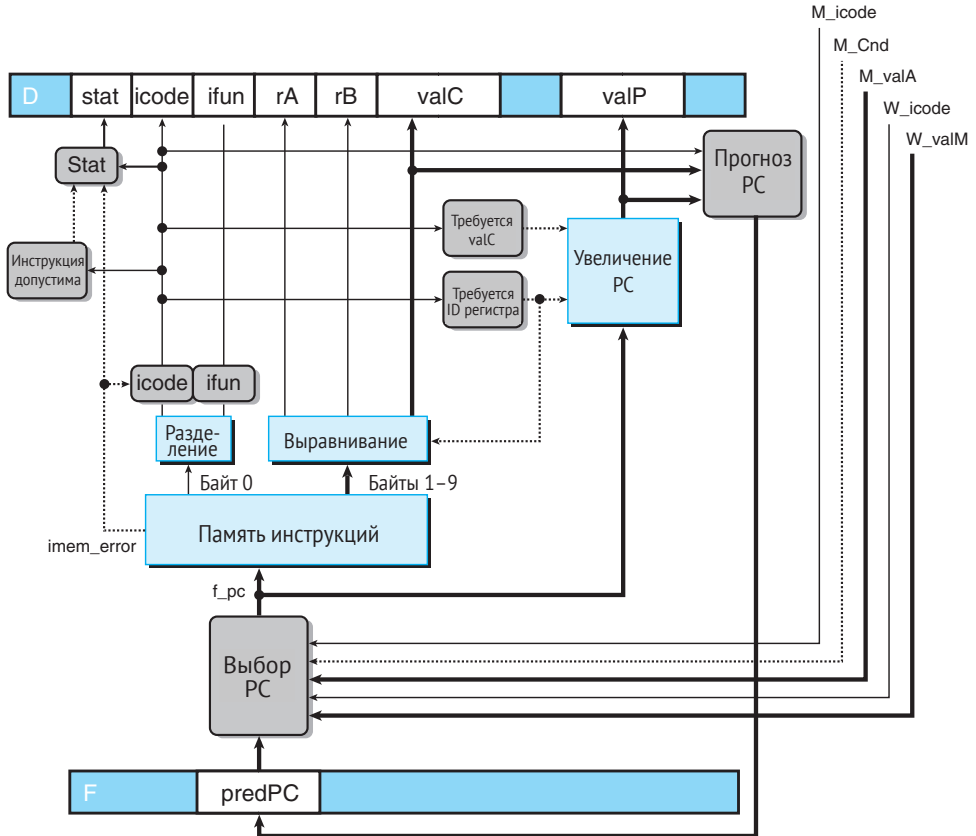 M_icode
M_Cnd
M_valA
W_icode
W_valM
D stat icode ifun rA rB valC valP
Stat
Прогноз
PC
Требуется
valC
Увеличение
PC
Инструкция
допустима
Требуется
ID регистра
icode ifun
Разде-
ление
Выравнивание
Байт 0
Байты 1–9
Память инструкций
imem_error
f_pc
Выбор
PC
F predPC